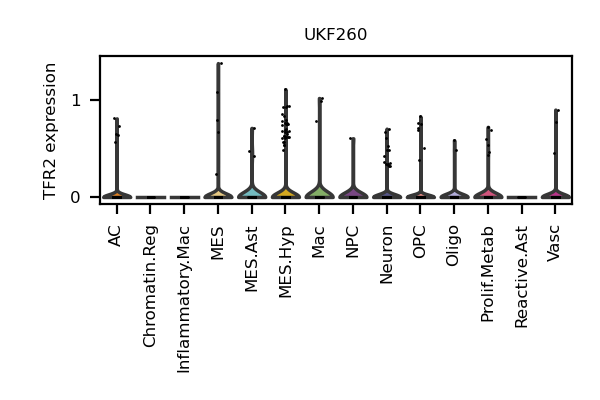 UKF260
TFR2 expression
1
0
AC
Chromatin.Reg
Inflammatory.Mac
MES
MES.Ast
MES.Hyp
Mac
NPC
Neuron
OPC
Oligo
Prolif.Metab
Reactive.Ast
Vasc